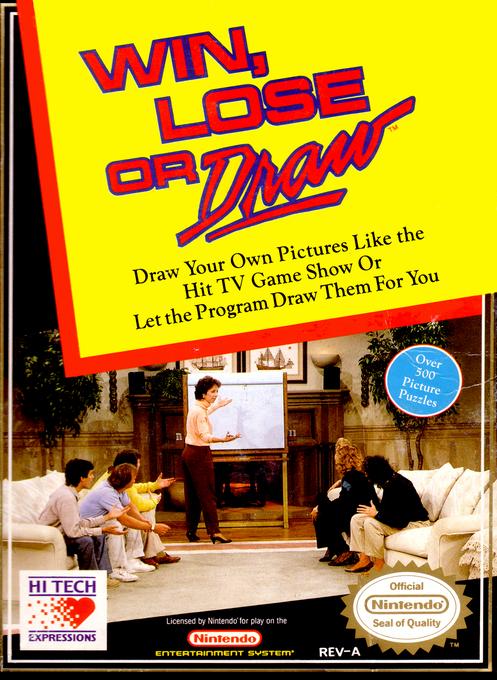 WIN,
LOSE
OR Draw™
Draw Your Own Pictures Like the
Hit TV Game Show Or
Let the Program Draw Them For You
Over
500
Picture
Puzzles
HI TECH
EXPRESSIONS
Licensed by Nintendo® for play on the
Nintendo®
ENTERTAINMENT SYSTEM®
REV-A
Official
Nintendo®
Seal of Quality
TM